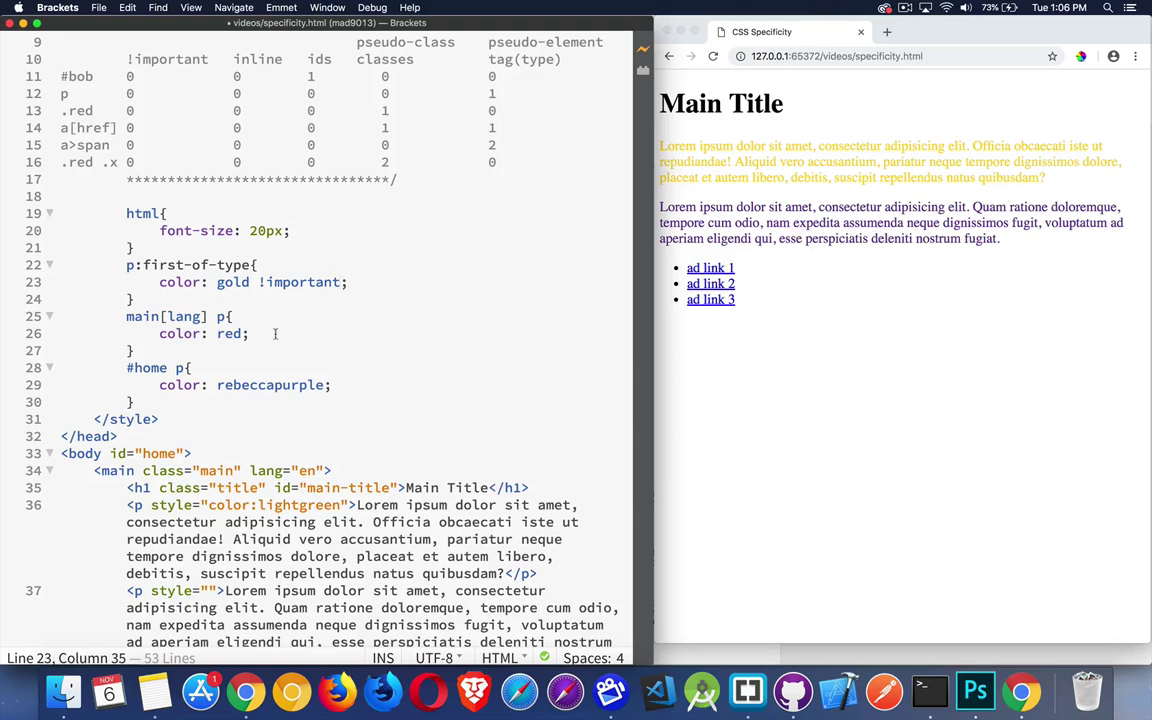 Brackets File Edit Find View Navigate Emmet Window Debug Help 73% Tue 1:06 PM
• videos/specificity.html (mad9013) — Brackets
9 pseudo-class pseudo-element
10 !important inline ids classes tag(type)
11 #bob 0 0 1 0 0
12 p 0 0 0 0 1
13 .red 0 0 0 1 0
14 a[href] 0 0 0 1 1
15 a>span 0 0 0 0 2
16 .red .x 0 0 0 2 0
17 ********************************/
18
19 html{
20 font-size: 20px;
21 }
22 p:first-of-type{
23 color: gold !important;
24 }
25 main[lang] p{
26 color: red;
27 }
28 #home p{
29 color: rebeccapurple;
30 }
31 </style>
32 </head>
33 <body id="home">
34 <main class="main" lang="en">
35 <h1 class="title" id="main-title">Main Title</h1>
36 <p style="color:lightgreen">Lorem ipsum dolor sit amet,
consectetur adipisicing elit. Officia obcaecati iste ut
repudiandae! Aliquid vero accusantium, pariatur neque
tempore dignissimos dolore, placeat et autem libero,
debitis, suscipit repellendus natus quibusdam?</p>
37 <p style="">Lorem ipsum dolor sit amet, consectetur
adipisicing elit. Quam ratione doloremque, tempore cum odio,
nam expedita assumenda neque dignissimos fugit, voluptatum
ad aperiam eligendi qui, esse perspiciatis deleniti nostrum
Line 23, Column 35 — 53 Lines INS UTF-8 HTML Spaces: 4
CSS Specificity
127.0.0.1:65372/videos/specificity.html
Main Title
Lorem ipsum dolor sit amet, consectetur adipisicing elit. Officia obcaecati iste ut
repudiandae! Aliquid vero accusantium, pariatur neque tempore dignissimos dolore,
placeat et autem libero, debitis, suscipit repellendus natus quibusdam?
Lorem ipsum dolor sit amet, consectetur adipisicing elit. Quam ratione doloremque,
tempore cum odio, nam expedita assumenda neque dignissimos fugit, voluptatum ad
aperiam eligendi qui, esse perspiciatis deleniti nostrum fugiat.
• ad link 1
• ad link 2
• ad link 3
NOV
6
1
Ps